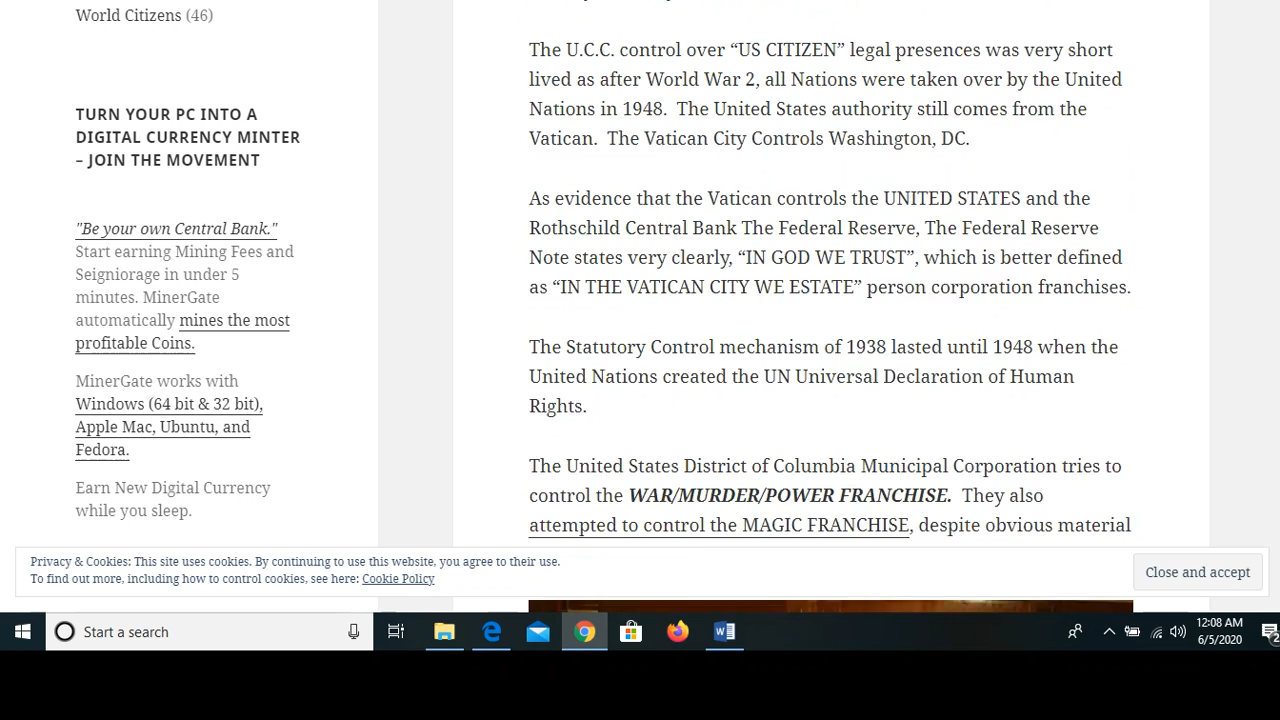 World Citizens (46)
TURN YOUR PC INTO A
DIGITAL CURRENCY MINTER
– JOIN THE MOVEMENT
"Be your own Central Bank."
Start earning Mining Fees and
Seigniorage in under 5
minutes. MinerGate
automatically mines the most
profitable Coins.
MinerGate works with
Windows (64 bit & 32 bit),
Apple Mac, Ubuntu, and
Fedora.
Earn New Digital Currency
while you sleep.
The U.C.C. control over “US CITIZEN” legal presences was very short
lived as after World War 2, all Nations were taken over by the United
Nations in 1948.  The United States authority still comes from the
Vatican.  The Vatican City Controls Washington, DC.
As evidence that the Vatican controls the UNITED STATES and the
Rothschild Central Bank The Federal Reserve, The Federal Reserve
Note states very clearly, “IN GOD WE TRUST”, which is better defined
as “IN THE VATICAN CITY WE ESTATE” person corporation franchises.
The Statutory Control mechanism of 1938 lasted until 1948 when the
United Nations created the UN Universal Declaration of Human
Rights.
The United States District of Columbia Municipal Corporation tries to
control the WAR/MURDER/POWER FRANCHISE.  They also
attempted to control the MAGIC FRANCHISE, despite obvious material
Privacy & Cookies: This site uses cookies. By continuing to use this website, you agree to their use.
To find out more, including how to control cookies, see here: Cookie Policy
Close and accept
Start a search
12:08 AM
6/5/2020
2